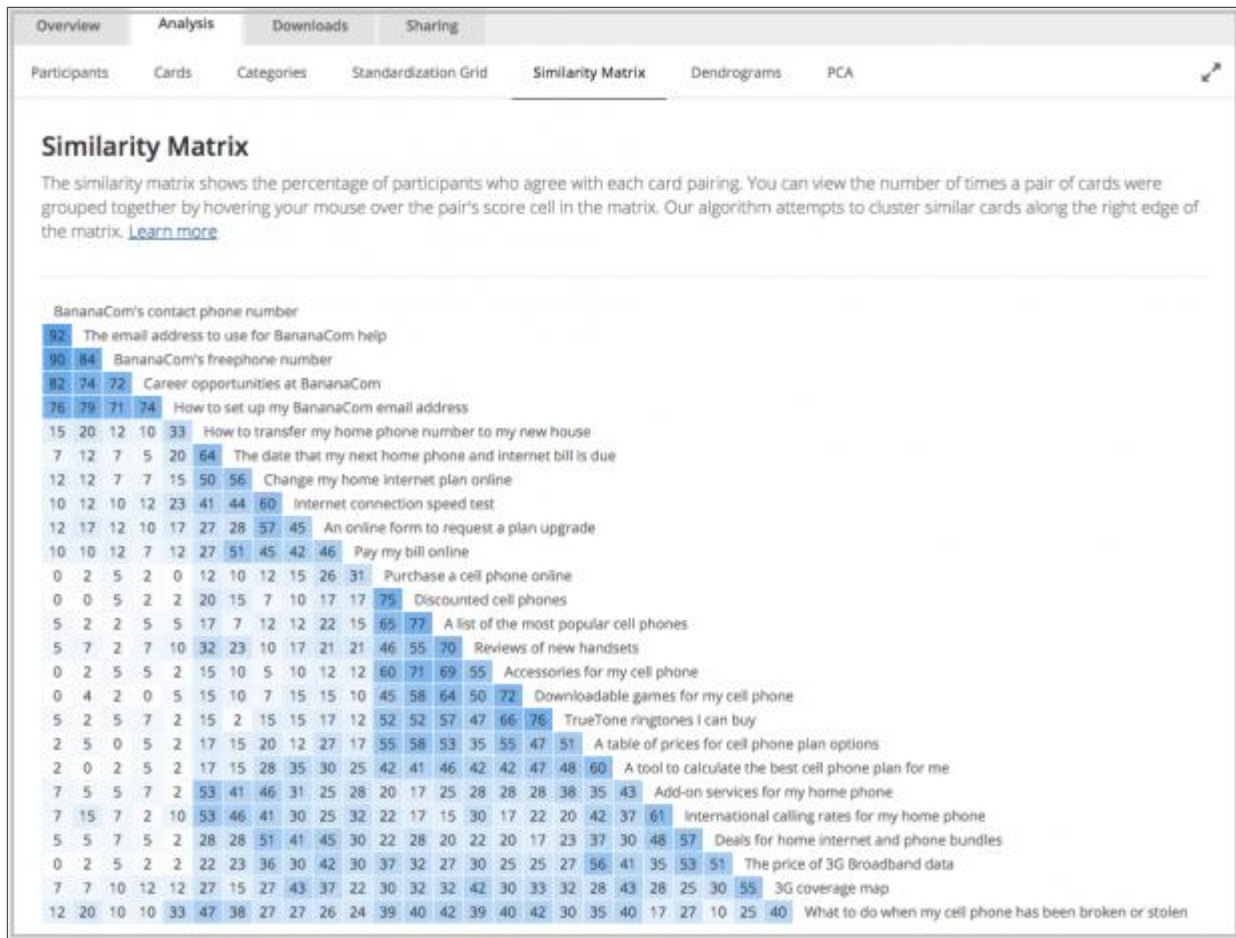 Overview Analysis Downloads Sharing
Participants Cards Categories Standardization Grid Similarity Matrix Dendrograms PCA
Similarity Matrix
The similarity matrix shows the percentage of participants who agree with each card pairing. You can view the number of times a pair of cards were
grouped together by hovering your mouse over the pair's score cell in the matrix. Our algorithm attempts to cluster similar cards along the right edge of
the matrix. Learn more
BananaCom's contact phone number
92 The email address to use for BananaCom help
90 84 BananaCom's freephone number
82 74 72 Career opportunities at BananaCom
76 79 71 74 How to set up my BananaCom email address
15 20 12 10 33 How to transfer my home phone number to my new house
7 12 7 5 20 64 The date that my next home phone and internet bill is due
12 12 7 7 15 50 56 Change my home internet plan online
10 12 10 12 23 41 44 60 Internet connection speed test
12 17 12 10 17 27 28 57 45 An online form to request a plan upgrade
10 10 12 7 12 27 51 45 42 46 Pay my bill online
0 2 5 2 0 12 10 12 15 26 31 Purchase a cell phone online
0 0 5 2 2 20 15 7 10 17 17 75 Discounted cell phones
5 2 2 5 5 17 7 12 12 22 15 65 77 A list of the most popular cell phones
5 7 2 7 10 32 23 10 17 21 21 46 55 70 Reviews of new handsets
0 2 5 5 2 15 10 5 10 12 12 60 71 69 55 Accessories for my cell phone
0 4 2 0 5 15 10 7 15 15 10 45 58 64 50 72 Downloadable games for my cell phone
5 2 5 7 2 15 2 15 15 17 12 52 52 57 47 66 76 TrueTone ringtones I can buy
2 5 0 5 2 17 15 20 12 27 17 55 58 53 35 55 47 51 A table of prices for cell phone plan options
2 0 2 5 2 17 15 28 35 30 25 42 41 46 42 42 47 48 60 A tool to calculate the best cell phone plan for me
7 5 5 7 2 53 41 46 31 25 28 20 17 25 28 28 28 38 35 43 Add-on services for my home phone
7 15 7 2 10 53 46 41 30 25 32 22 17 15 30 17 22 20 42 37 61 International calling rates for my home phone
5 5 7 5 2 28 28 51 41 45 30 22 28 20 22 20 17 23 37 30 48 57 Deals for home internet and phone bundles
0 2 5 2 2 22 23 36 30 42 30 37 32 27 30 25 25 27 56 41 35 53 51 The price of 3G Broadband data
7 7 10 12 12 27 15 27 43 37 22 30 32 32 42 30 33 32 28 43 28 25 30 55 3G coverage map
12 20 10 10 33 47 38 27 27 26 24 39 40 42 39 40 42 30 35 40 17 27 10 25 40 What to do when my cell phone has been broken or stolen